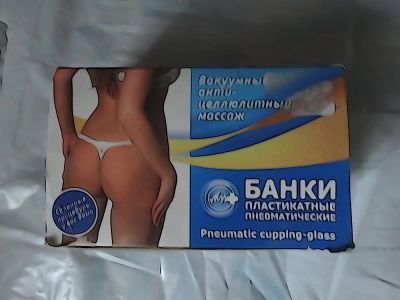 Вакуумный
анти-
целлюлитный
массаж
БАНКИ
ПЛАСТИКАТНЫЕ
ПНЕВМАТИЧЕСКИЕ
Pneumatic cupping-glass